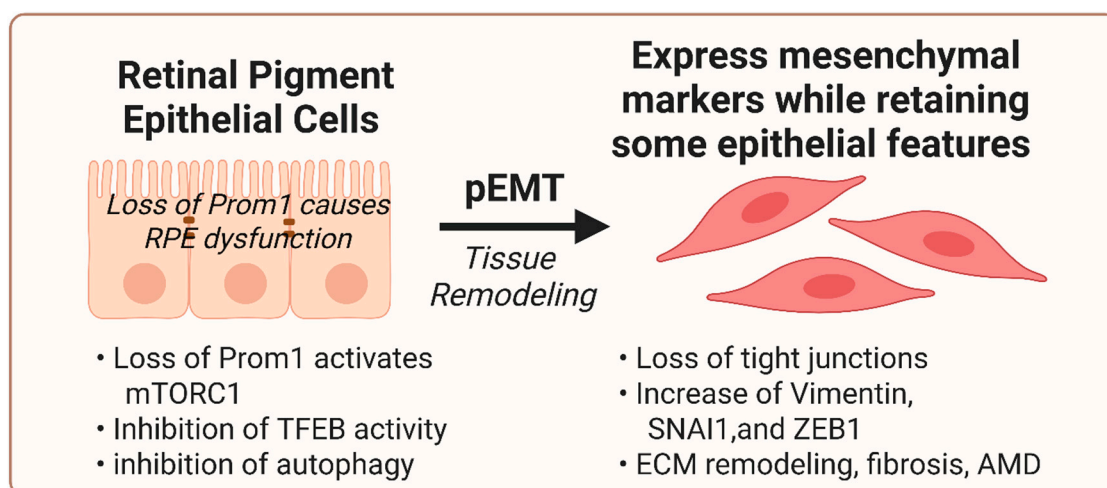 Retinal Pigment
Epithelial Cells
Loss of Prom1 causes
RPE dysfunction
• Loss of Prom1 activates
mTORC1
• Inhibition of TFEB activity
• inhibition of autophagy
pEMT
Tissue
Remodeling
Express mesenchymal
markers while retaining
some epithelial features
• Loss of tight junctions
• Increase of Vimentin,
SNAI1,and ZEB1
• ECM remodeling, fibrosis, AMD